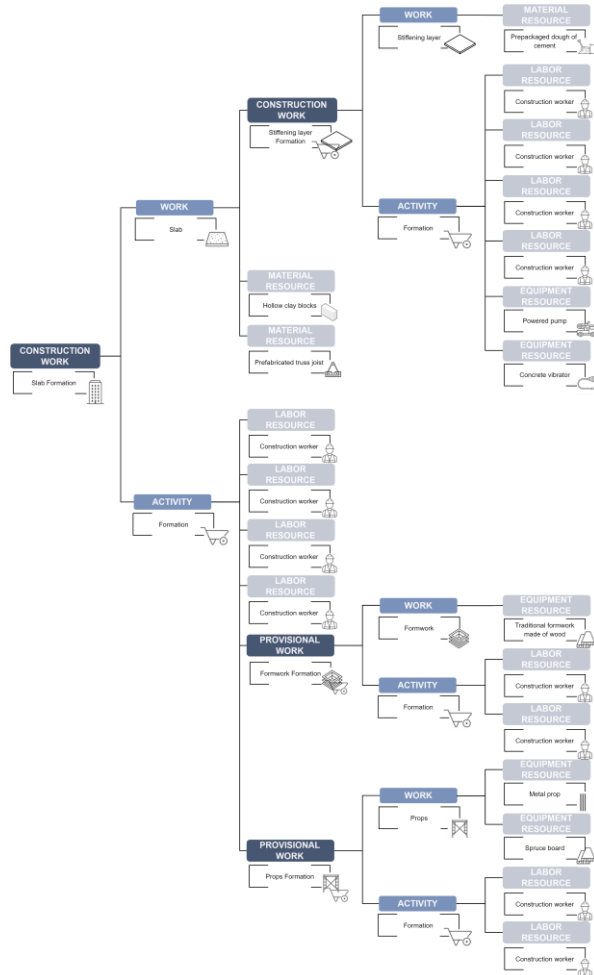 WORK
Stiffening layer
MATERIAL
RESOURCE
Prepackaged dough of
cement
CONSTRUCTION
WORK
Stiffening layer
Formation
LABOR
RESOURCE
Construction worker
LABOR
RESOURCE
Construction worker
ACTIVITY
Formation
LABOR
RESOURCE
Construction worker
LABOR
RESOURCE
Construction worker
EQUIPMENT
RESOURCE
Powered pump
EQUIPMENT
RESOURCE
Concrete vibrator
WORK
Slab
MATERIAL
RESOURCE
Hollow clay blocks
MATERIAL
RESOURCE
Prefabricated truss joist
CONSTRUCTION
WORK
Slab Formation
ACTIVITY
Formation
LABOR
RESOURCE
Construction worker
LABOR
RESOURCE
Construction worker
LABOR
RESOURCE
Construction worker
LABOR
RESOURCE
Construction worker
PROVISIONAL
WORK
Formwork Formation
WORK
Formwork
EQUIPMENT
RESOURCE
Traditional formwork
made of wood
ACTIVITY
Formation
LABOR
RESOURCE
Construction worker
LABOR
RESOURCE
Construction worker
PROVISIONAL
WORK
Props Formation
WORK
Props
EQUIPMENT
RESOURCE
Metal prop
EQUIPMENT
RESOURCE
Spruce board
ACTIVITY
Formation
LABOR
RESOURCE
Construction worker
LABOR
RESOURCE
Construction worker